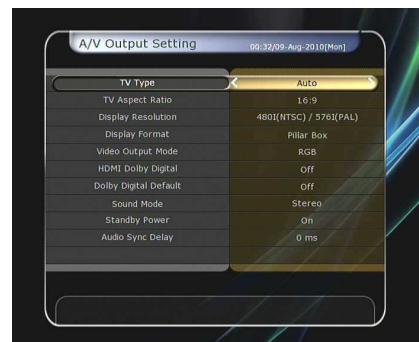 A/V Output Setting
00:32/09-Aug-2010[Mon]
TV Type Auto
TV Aspect Ratio 16:9
Display Resolution 480I(NTSC) / 576I(PAL)
Display Format Pillar Box
Video Output Mode RGB
HDMI Dolby Digital Off
Dolby Digital Default Off
Sound Mode Stereo
Standby Power On
Audio Sync Delay 0 ms